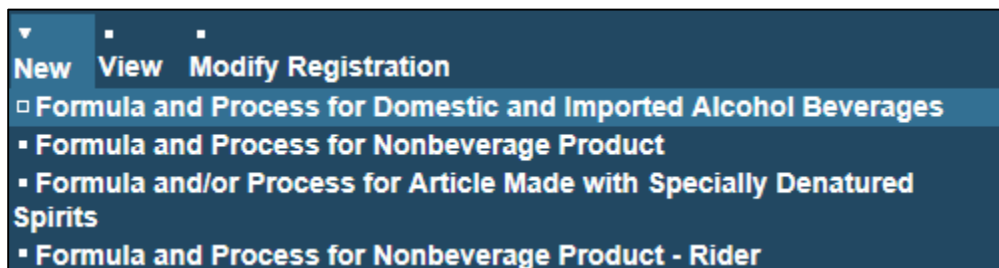 New View Modify Registration
Formula and Process for Domestic and Imported Alcohol Beverages
Formula and Process for Nonbeverage Product
Formula and/or Process for Article Made with Specially Denatured
Spirits
Formula and Process for Nonbeverage Product - Rider